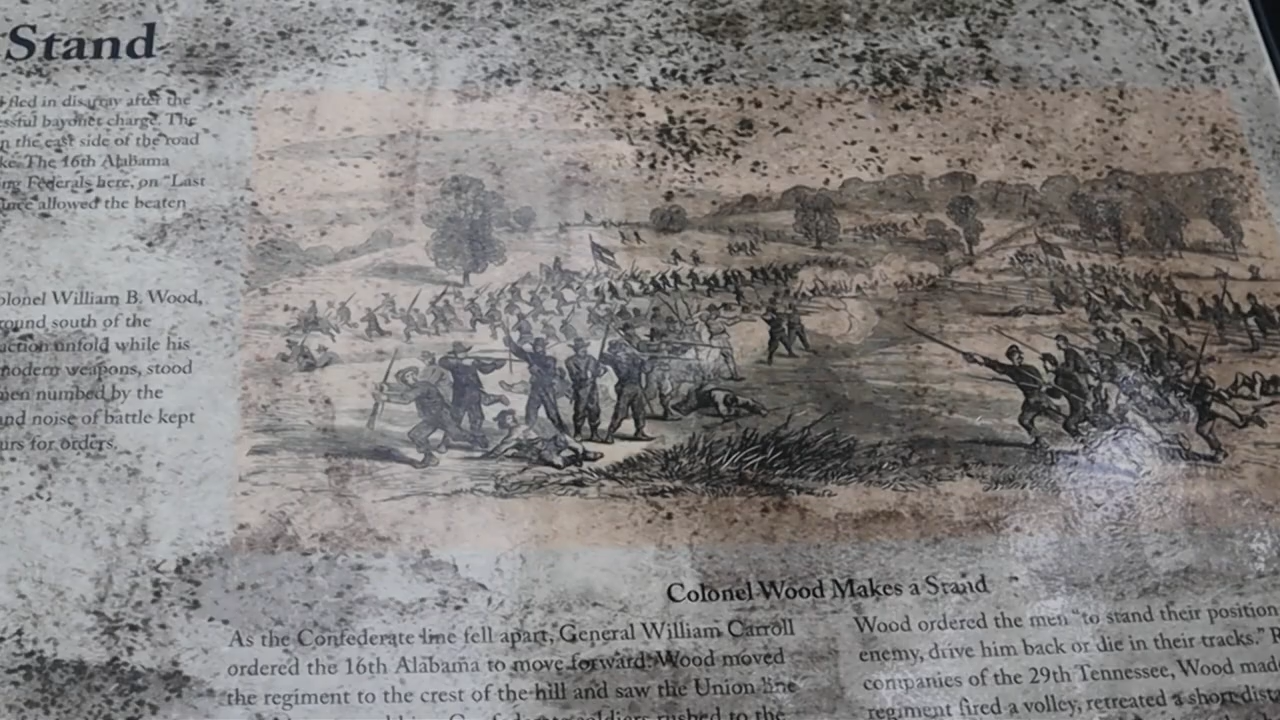 Stand
fled in disarray after the
ssful bayonet charge. The
n the east side of the road
ke. The 16th Alabama
ng Federals here, on "Last
ance allowed the beaten
olonel William B. Wood,
round south of the
action unfold while his
modern weapons, stood
men numbed by the
and noise of battle kept
urs for orders.
Colonel Wood Makes a Stand
As the Confederate line fell apart, General William Carroll
ordered the 16th Alabama to move forward. Wood moved
the regiment to the crest of the hill and saw the Union line
soldiers rushed to the
Wood ordered the men "to stand their position
enemy, drive him back or die in their tracks."
companies of the 29th Tennessee, Wood mad
regiment fired a volley, retreated a short dist